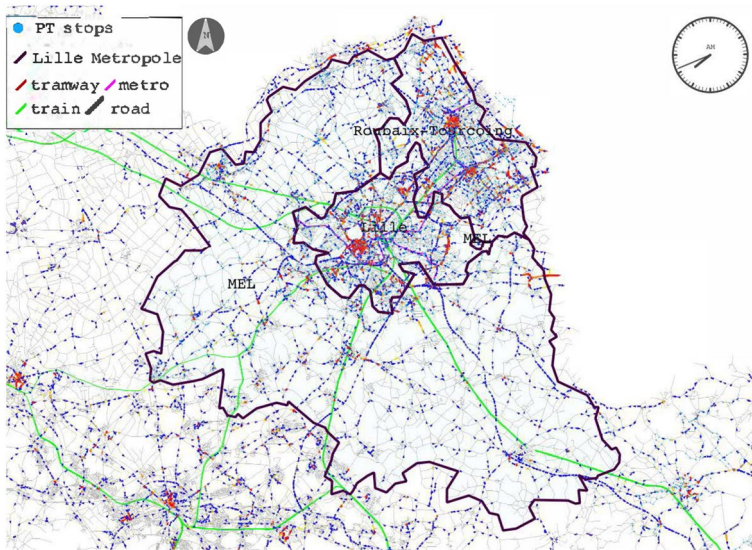 PT stops
Lille Metropole
tramway metro
train road
N
AM
Roubaix-Tourcoing
Lille
MEL
MEL